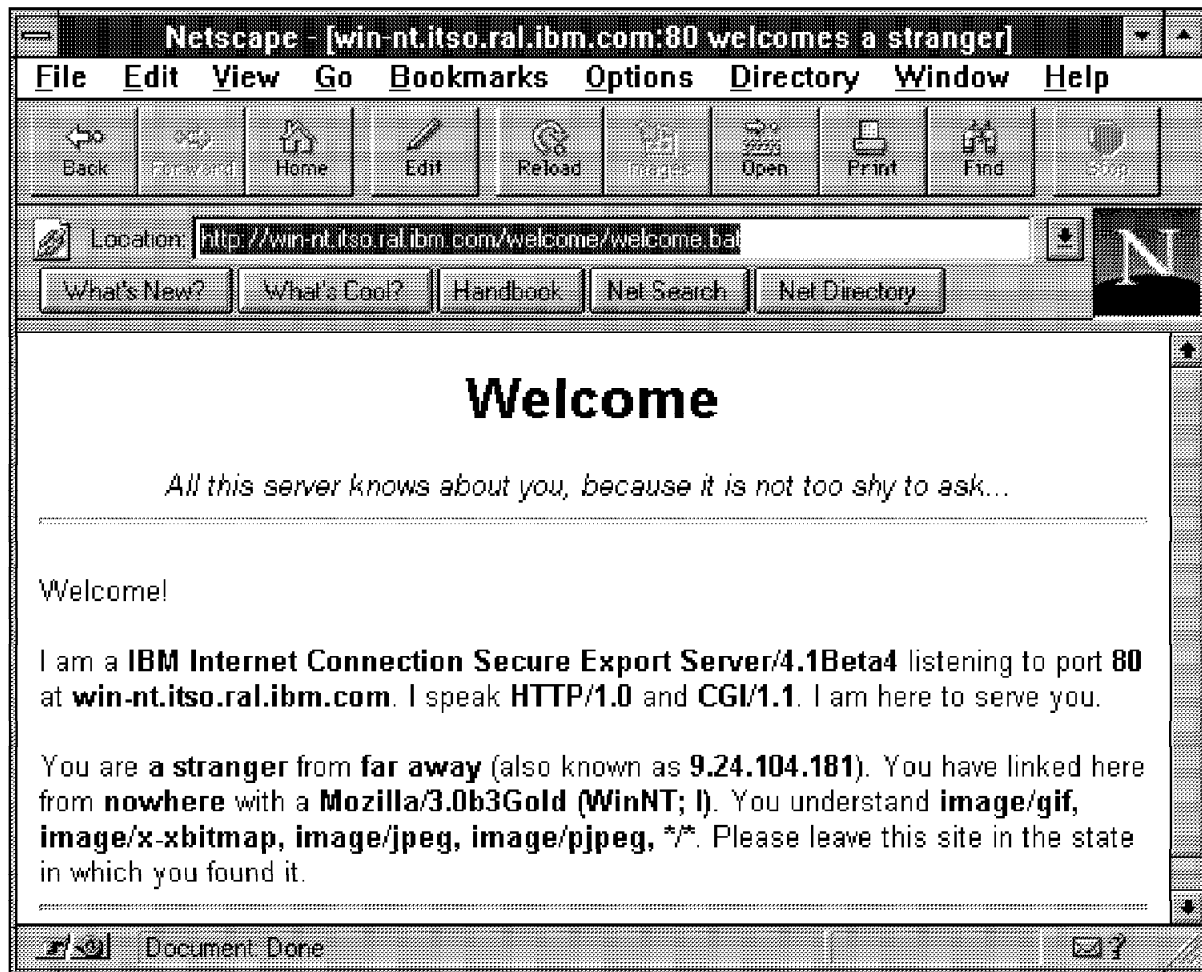 Netscape - [win-nt.itso.ral.ibm.com:80 welcomes a stranger]
File Edit View Go Bookmarks Options Directory Window Help
Back Forward Home Edit Reload Images Open Print Find Stop
Location: http://win-nt.itso.ral.ibm.com/welcome/welcome.bat
N
What's New? What's Cool? Handbook Net Search Net Directory
Welcome
All this server knows about you, because it is not too shy to ask...
Welcome!
I am a IBM Internet Connection Secure Export Server/4.1Beta4 listening to port 80
at win-nt.itso.ral.ibm.com. I speak HTTP/1.0 and CGI/1.1. I am here to serve you.
You are a stranger from far away (also known as 9.24.104.181). You have linked here
from nowhere with a Mozilla/3.0b3Gold (WinNT; I). You understand image/gif,
image/x-xbitmap, image/jpeg, image/pjpeg, */*. Please leave this site in the state
in which you found it.
Document: Done
?